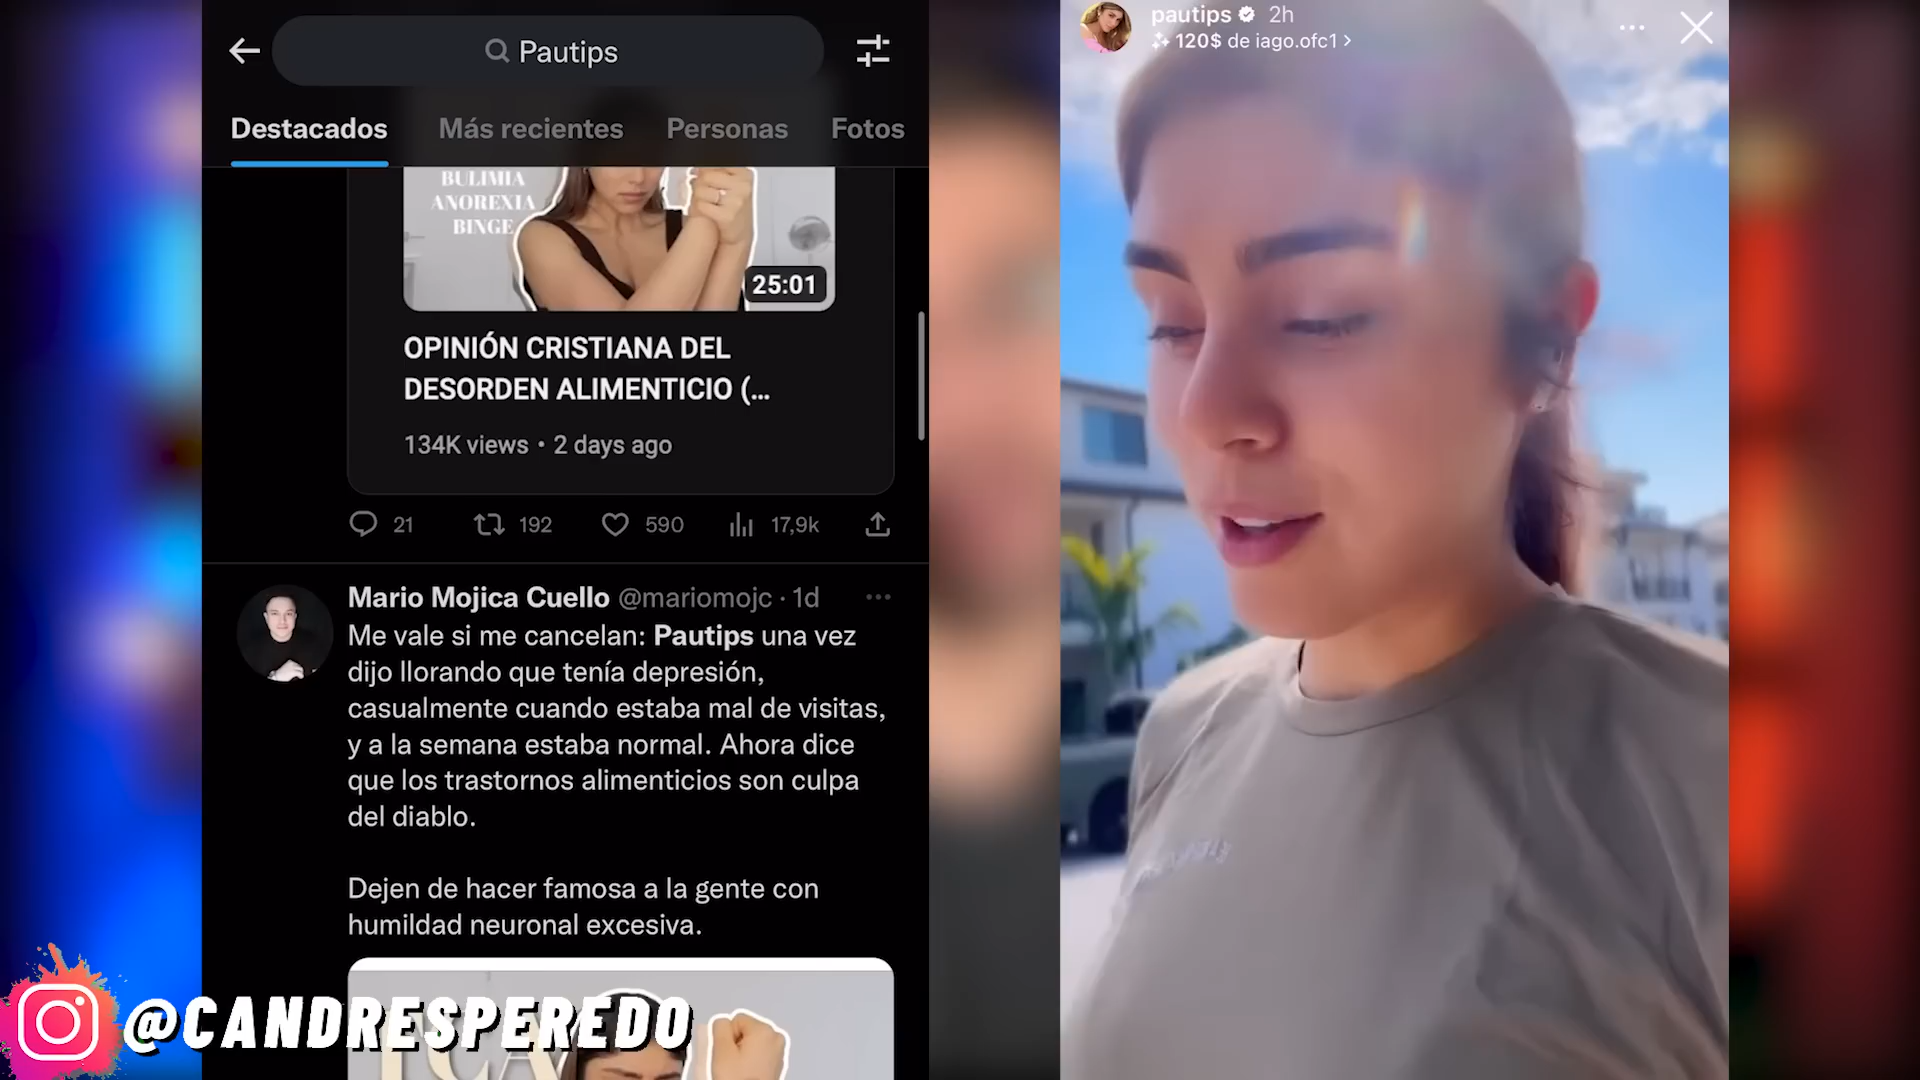 Pautips
Destacados
Más recientes
Personas
Fotos
BULIMIA
ANOREXIA
BINGE
25:01
OPINIÓN CRISTIANA DEL
DESORDEN ALIMENTICIO (...
134K views • 2 days ago
21
192
590
17,9k
Mario Mojica Cuello @mariomojc · 1d
Me vale si me cancelan: Pautips una vez
dijo llorando que tenía depresión,
casualmente cuando estaba mal de visitas,
y a la semana estaba normal. Ahora dice
que los trastornos alimenticios son culpa
del diablo.
Dejen de hacer famosa a la gente con
humildad neuronal excesiva.
@CANDRESPEREDO
pautips 2h
120$ de iago.ofc1 >